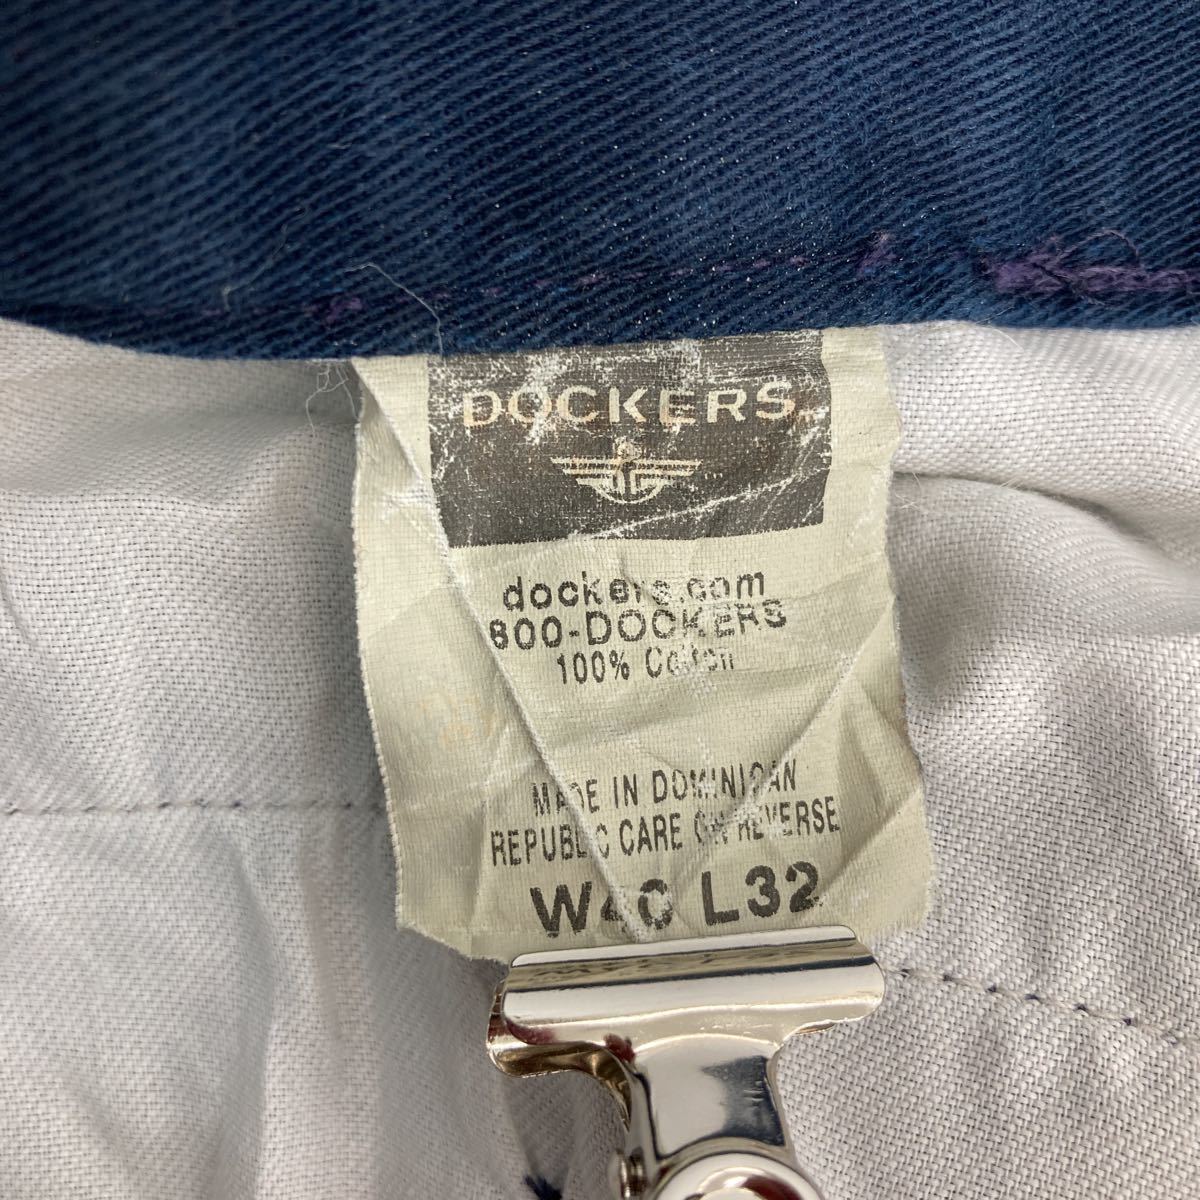 DOCKERS
dockers.com
800-DOCKERS
100% Cotton
MADE IN DOMINICAN
REPUBLIC CARE ON REVERSE
W40 L32